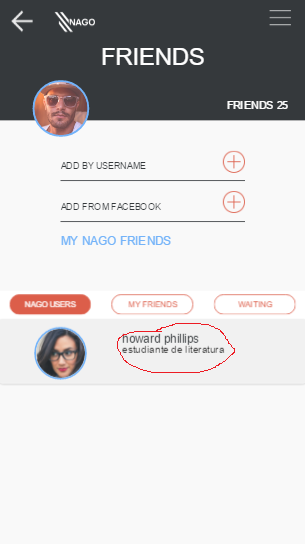 NAGO
FRIENDS
FRIENDS 25
ADD BY USERNAME
ADD FROM FACEBOOK
MY NAGO FRIENDS
NAGO USERS
MY FRIENDS
WAITING
howard phillips
estudiante de literatura